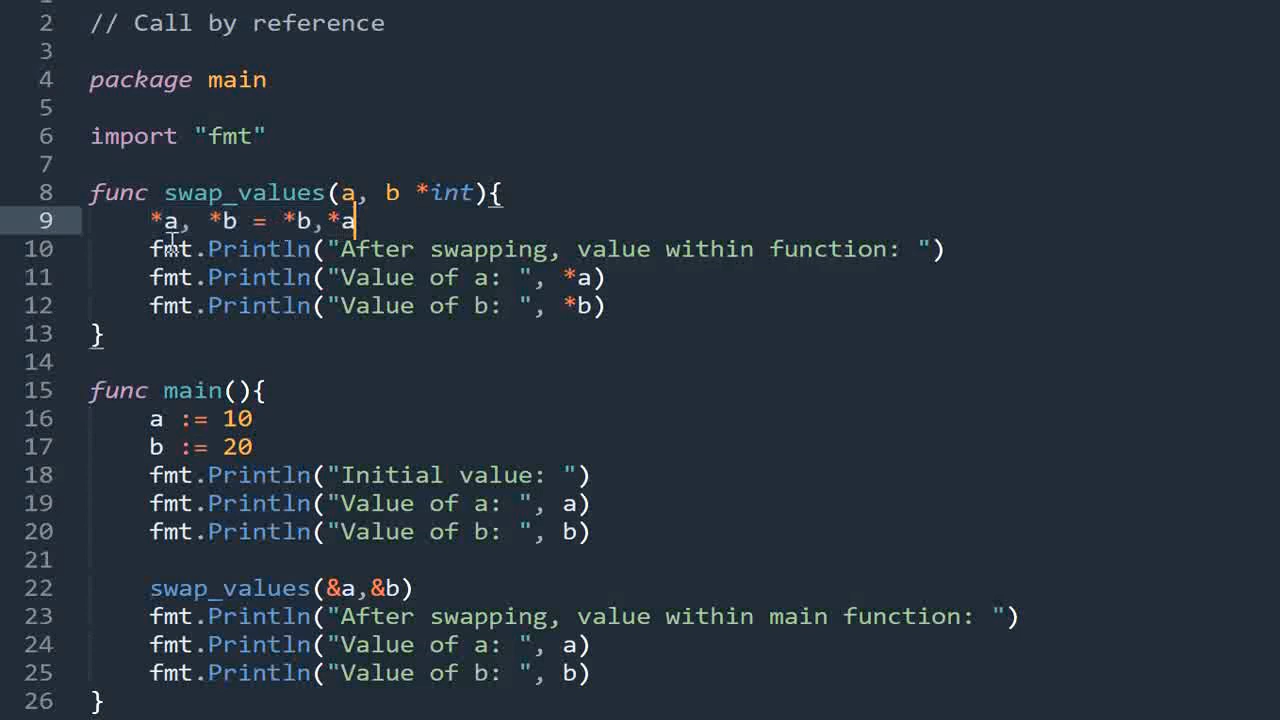 2 // Call by reference
3
4 package main
5
6 import "fmt"
7
8 func swap_values(a, b *int){
9 *a, *b = *b,*a
10 fmt.Println("After swapping, value within function: ")
11 fmt.Println("Value of a: ", *a)
12 fmt.Println("Value of b: ", *b)
13 }
14
15 func main(){
16 a := 10
17 b := 20
18 fmt.Println("Initial value: ")
19 fmt.Println("Value of a: ", a)
20 fmt.Println("Value of b: ", b)
21
22 swap_values(&a,&b)
23 fmt.Println("After swapping, value within main function: ")
24 fmt.Println("Value of a: ", a)
25 fmt.Println("Value of b: ", b)
26 }